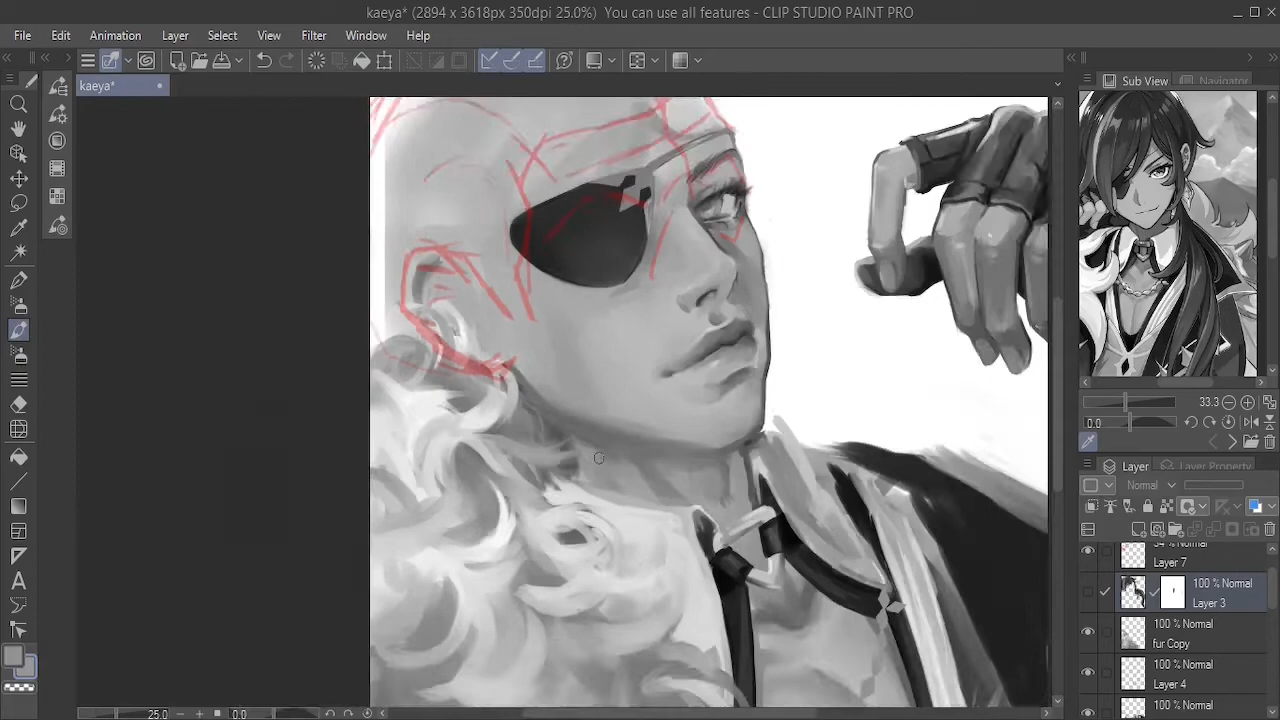 kaeya* (2894 x 3618px 350dpi 25.0%) You can use all features - CLIP STUDIO PAINT PRO
File Edit Animation Layer Select View Filter Window Help
kaeya*
Sub View Navigator
33.3
0.0
Layer Layer Property
Normal
34 % Normal
Layer 7
100 % Normal
Layer 3
100 % Normal
fur Copy
100 % Normal
Layer 4
100 % Normal
25.0 0.0